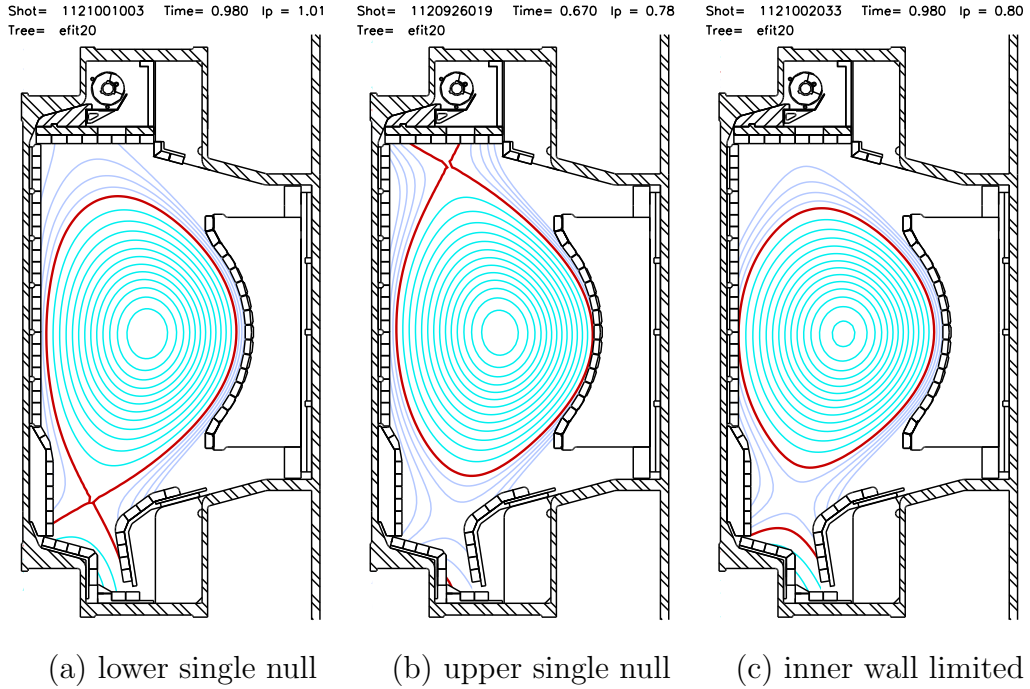 Shot= 1121001003 Time= 0.980 Ip = 1.01
Tree= efit20
Shot= 1120926019 Time= 0.670 Ip = 0.78
Tree= efit20
Shot= 1121002033 Time= 0.980 Ip = 0.80
Tree= efit20
(a) lower single null
(b) upper single null
(c) inner wall limited